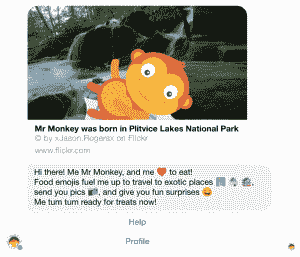 Mr Monkey was born in Plitvice Lakes National Park
© by xJason.Rogersx on Flickr
www.flickr.com
Hi there! Me Mr Monkey, and me ❤️ to eat!
Food emojis fuel me up to travel to exotic places
send you pics 📷, and give you fun surprises 😄
Me tum tum ready for treats now!
Help
Profile